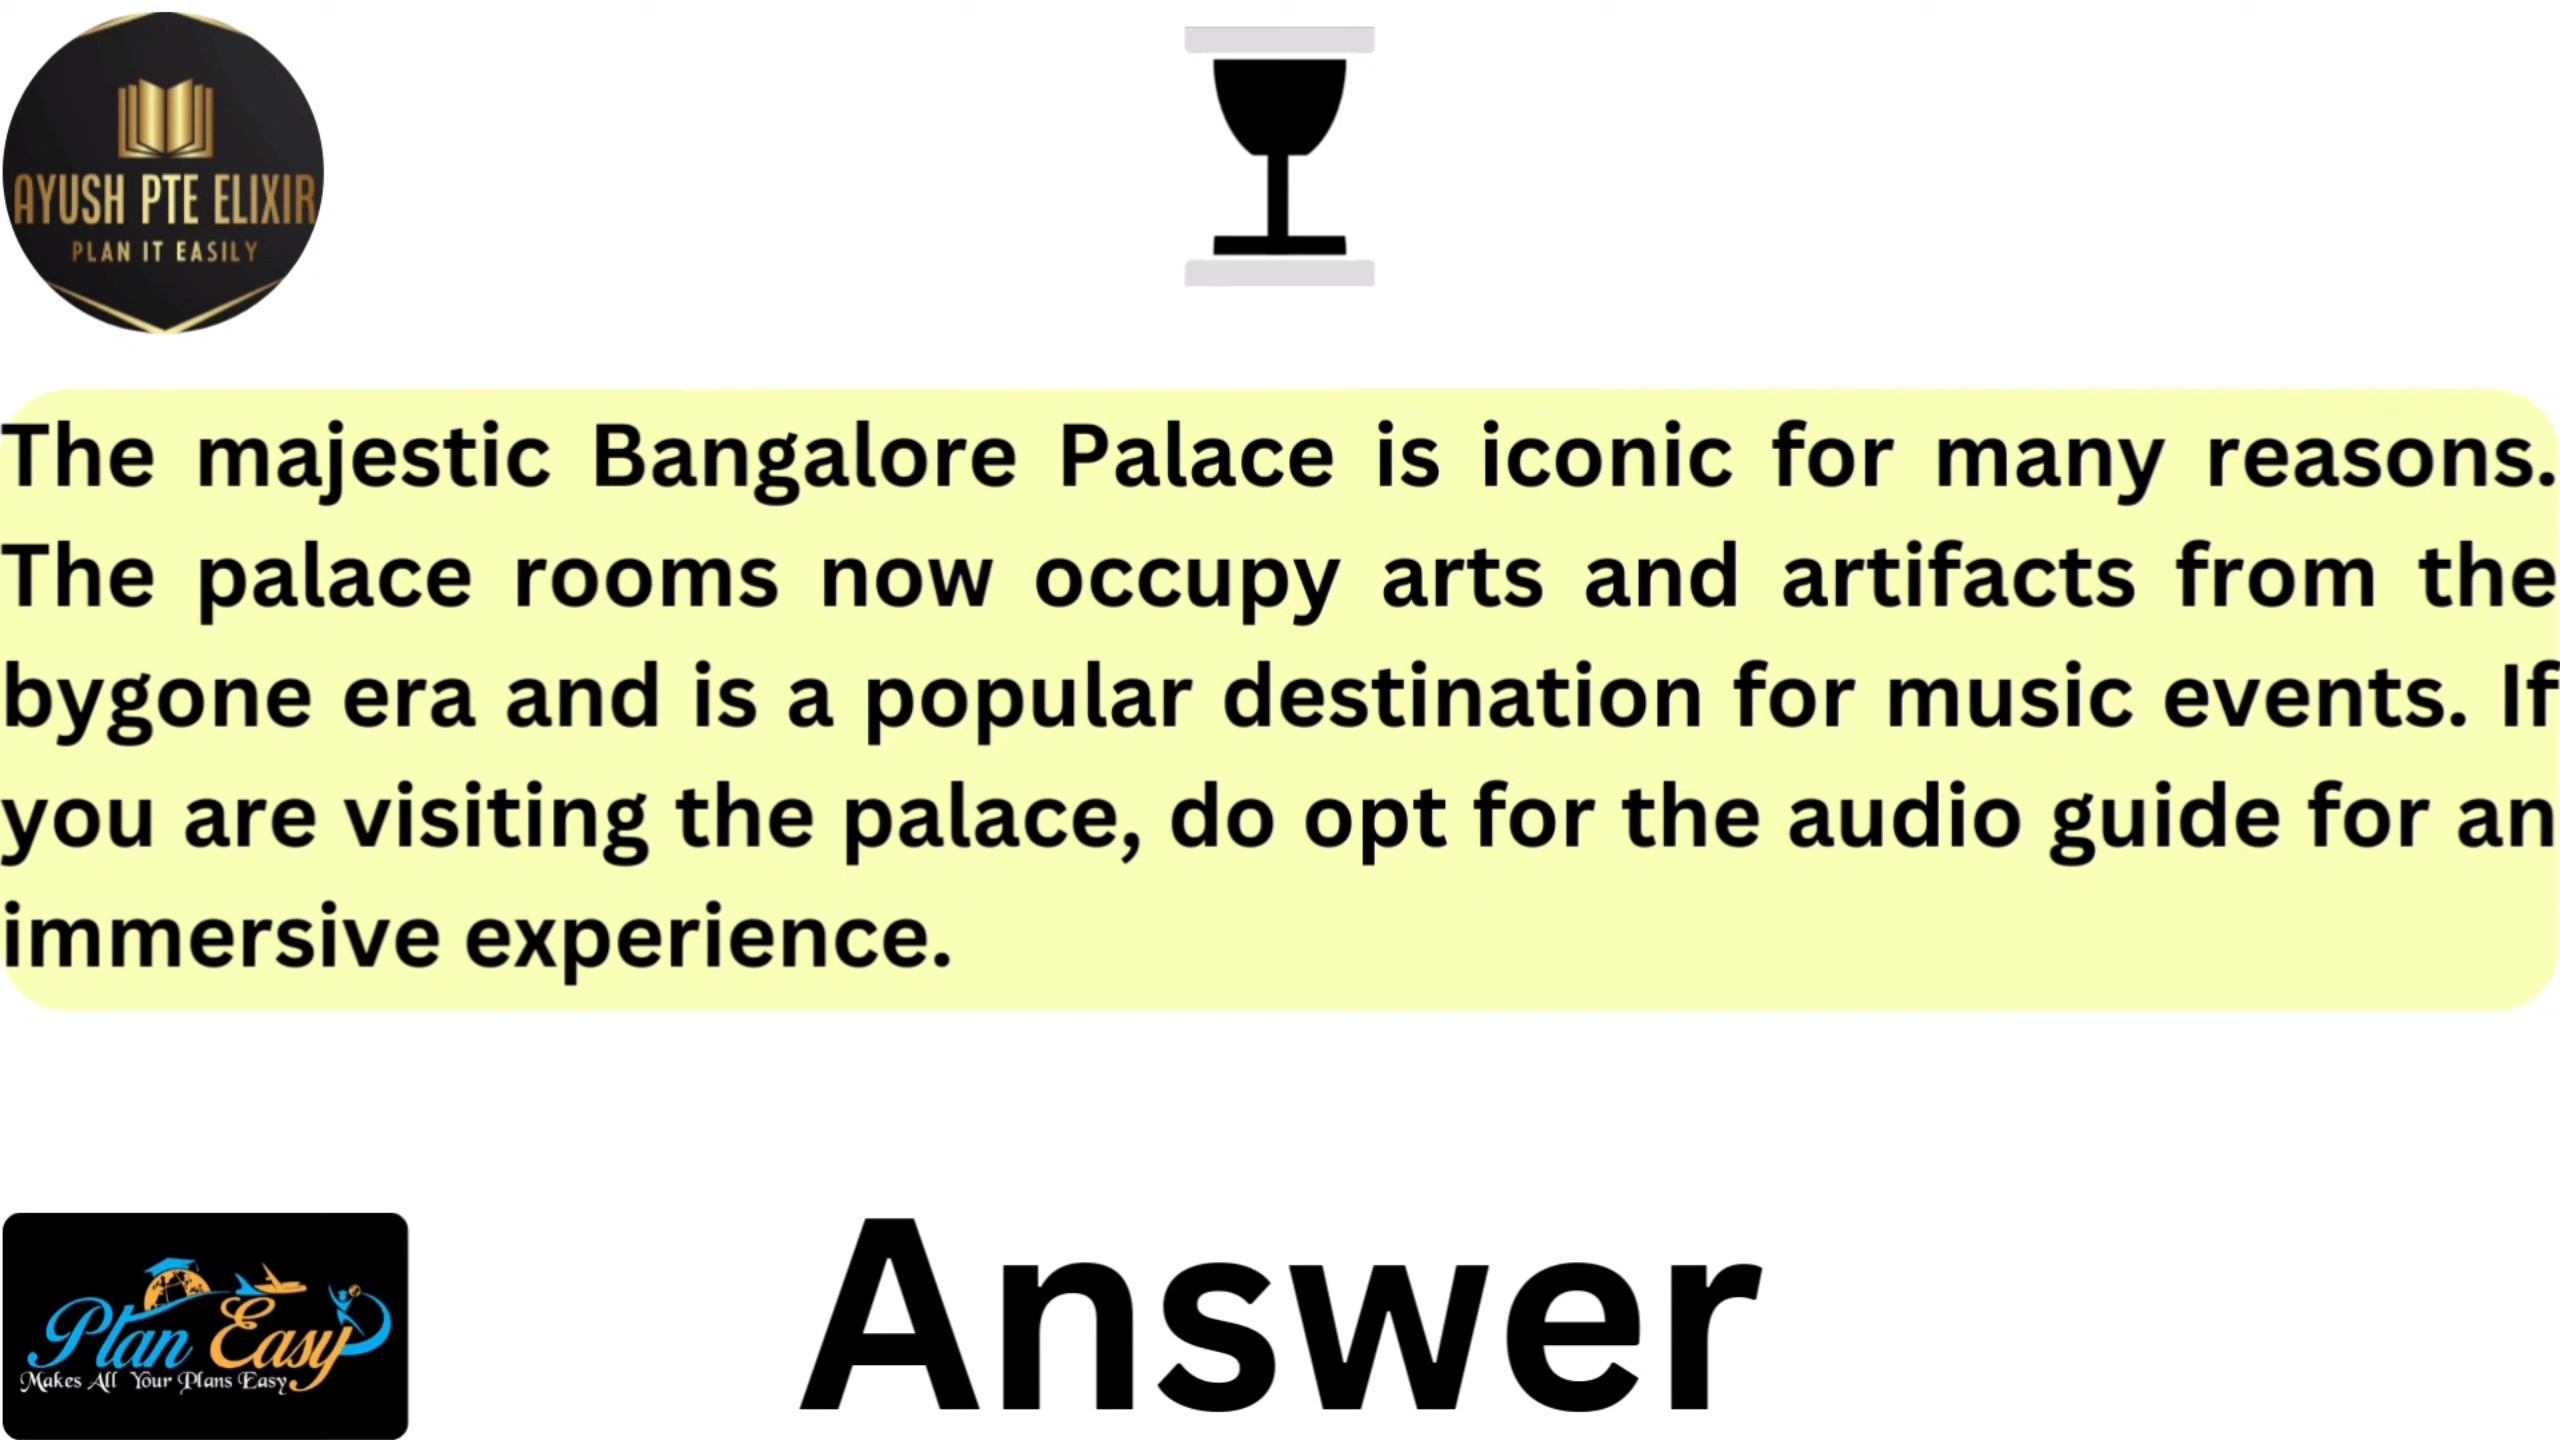 AYUSH PTE ELIXIR
PLAN IT EASILY
The majestic Bangalore Palace is iconic for many reasons.
The palace rooms now occupy arts and artifacts from the
bygone era and is a popular destination for music events. If
you are visiting the palace, do opt for the audio guide for an
immersive experience.
Plan Easy
Makes All Your Plans Easy
Answer